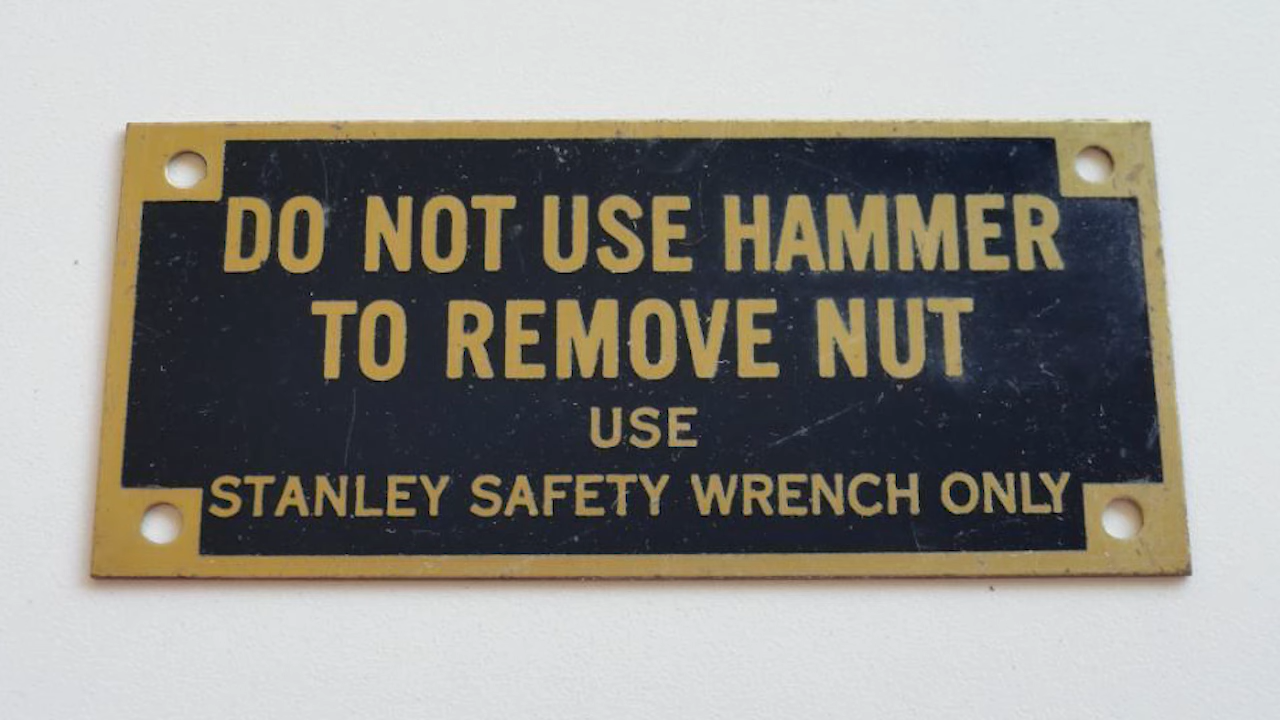 DO NOT USE HAMMER
TO REMOVE NUT
USE
STANLEY SAFETY WRENCH ONLY